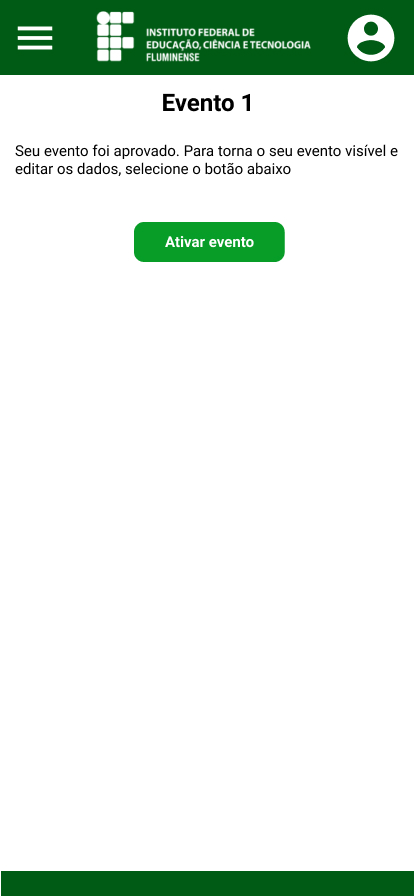 INSTITUTO FEDERAL DE
EDUCAÇÃO, CIÊNCIA E TECNOLOGIA
FLUMINENSE
Evento 1
Seu evento foi aprovado. Para torna o seu evento visível e
editar os dados, selecione o botão abaixo
Ativar evento